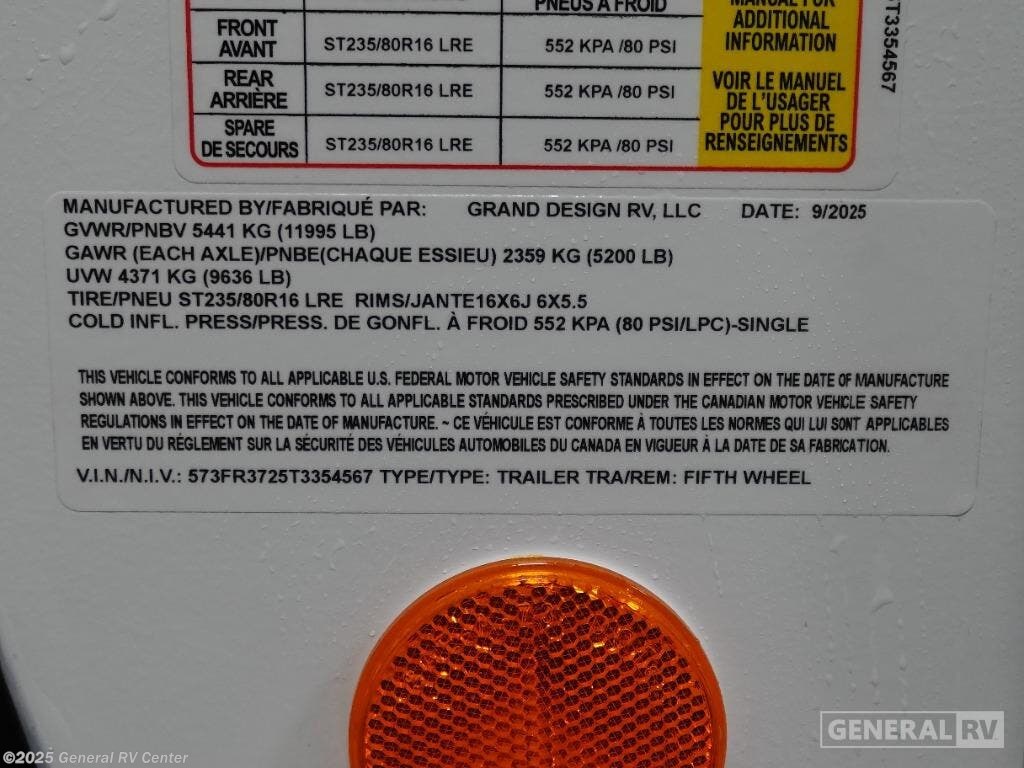 PNEUS À FROID
MANUAL FOR
ADDITIONAL
INFORMATION
FRONT
AVANT
ST235/80R16 LRE
552 KPA /80 PSI
REAR
ARRIÈRE
ST235/80R16 LRE
552 KPA /80 PSI
SPARE
DE SECOURS
ST235/80R16 LRE
552 KPA /80 PSI
VOIR LE MANUEL
DE L'USAGER
POUR PLUS DE
RENSEIGNEMENTS
5T3354567
MANUFACTURED BY/FABRIQUÉ PAR: GRAND DESIGN RV, LLC DATE: 9/2025
GVWR/PNBV 5441 KG (11995 LB)
GAWR (EACH AXLE)/PNBE(CHAQUE ESSIEU) 2359 KG (5200 LB)
UVW 4371 KG (9636 LB)
TIRE/PNEU ST235/80R16 LRE RIMS/JANTE16X6J 6X5.5
COLD INFL. PRESS/PRESS. DE GONFL. À FROID 552 KPA (80 PSI/LPC)-SINGLE
THIS VEHICLE CONFORMS TO ALL APPLICABLE U.S. FEDERAL MOTOR VEHICLE SAFETY STANDARDS IN EFFECT ON THE DATE OF MANUFACTURE
SHOWN ABOVE. THIS VEHICLE CONFORMS TO ALL APPLICABLE STANDARDS PRESCRIBED UNDER THE CANADIAN MOTOR VEHICLE SAFETY
REGULATIONS IN EFFECT ON THE DATE OF MANUFACTURE. ~ CE VÉHICULE EST CONFORME À TOUTES LES NORMES QUI LUI SONT APPLICABLES
EN VERTU DU RÉGLEMENT SUR LA SÉCURITÉ DES VÉHICULES AUTOMOBILES DU CANADA EN VIGUEUR À LA DATE DE SA FABRICATION.
V.I.N./N.I.V.: 573FR3725T3354567 TYPE/TYPE: TRAILER TRA/REM: FIFTH WHEEL
GENERAL RV
©2025 General RV Center